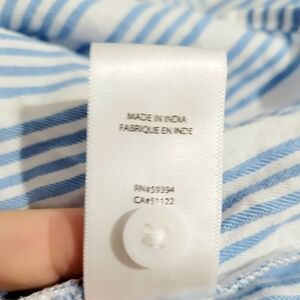 MADE IN INDIA
FABRIQUE EN INDE
RN#59394
CA#51122